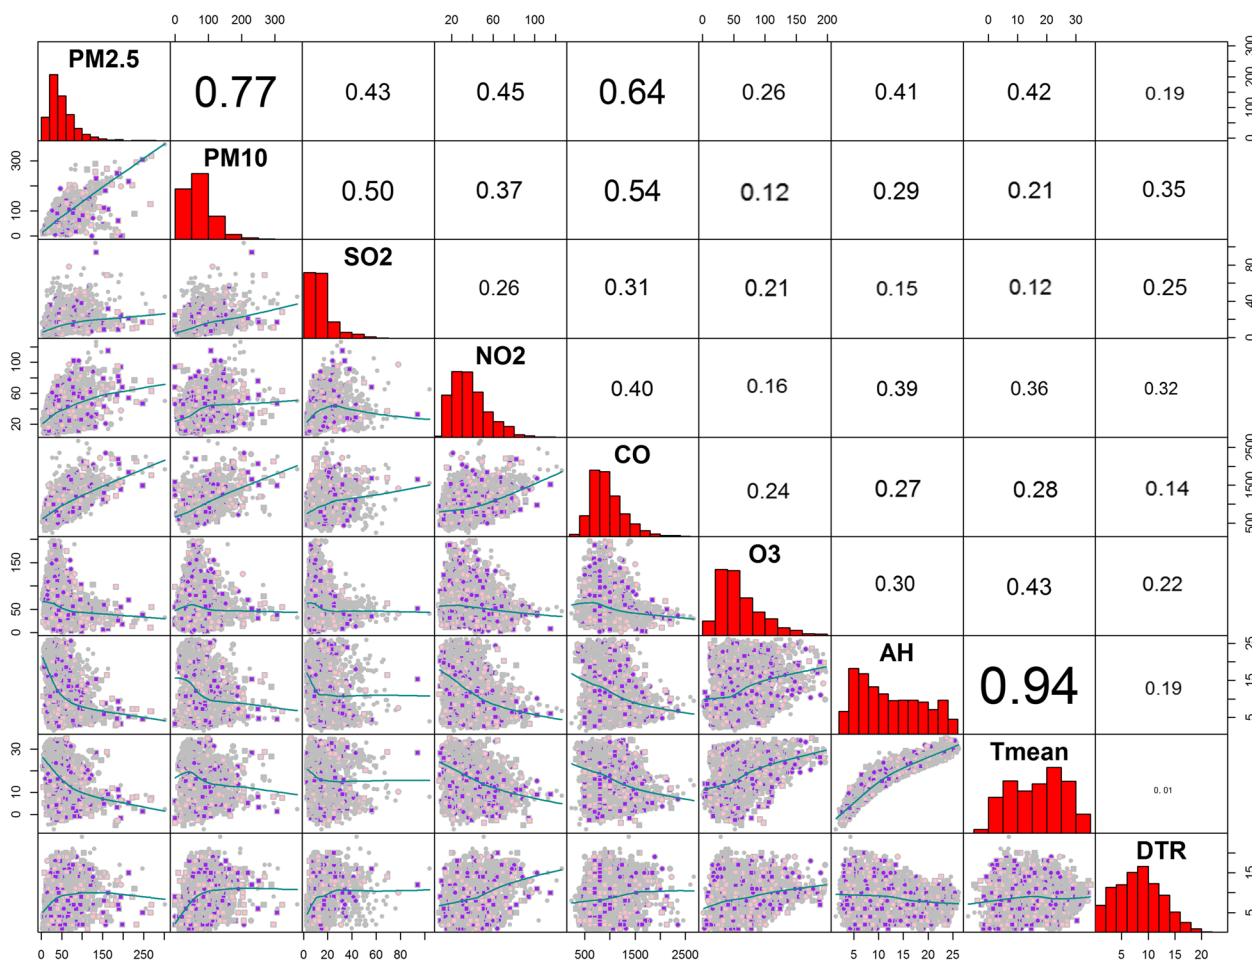 0 100 200 300 20 60 100 0 50 100 150 200 0 10 20 30
PM2.5 0.77 0.43 0.45 0.64 0.26 0.41 0.42 0.19 0 100 200 300
0 100 300 PM10 0.50 0.37 0.54 0.12 0.29 0.21 0.35
SO2 0.26 0.31 0.21 0.15 0.12 0.25 0 40 80
20 60 100 NO2 0.40 0.16 0.39 0.36 0.32
CO 0.24 0.27 0.28 0.14 500 1500 2500
0 50 150 O3 0.30 0.43 0.22
AH 0.94 0.19 5 15 25
0 10 30 Tmean 0. 01
DTR 5 15
0 50 150 250 0 20 40 60 80 500 1500 2500 5 10 15 20 25 5 10 15 20